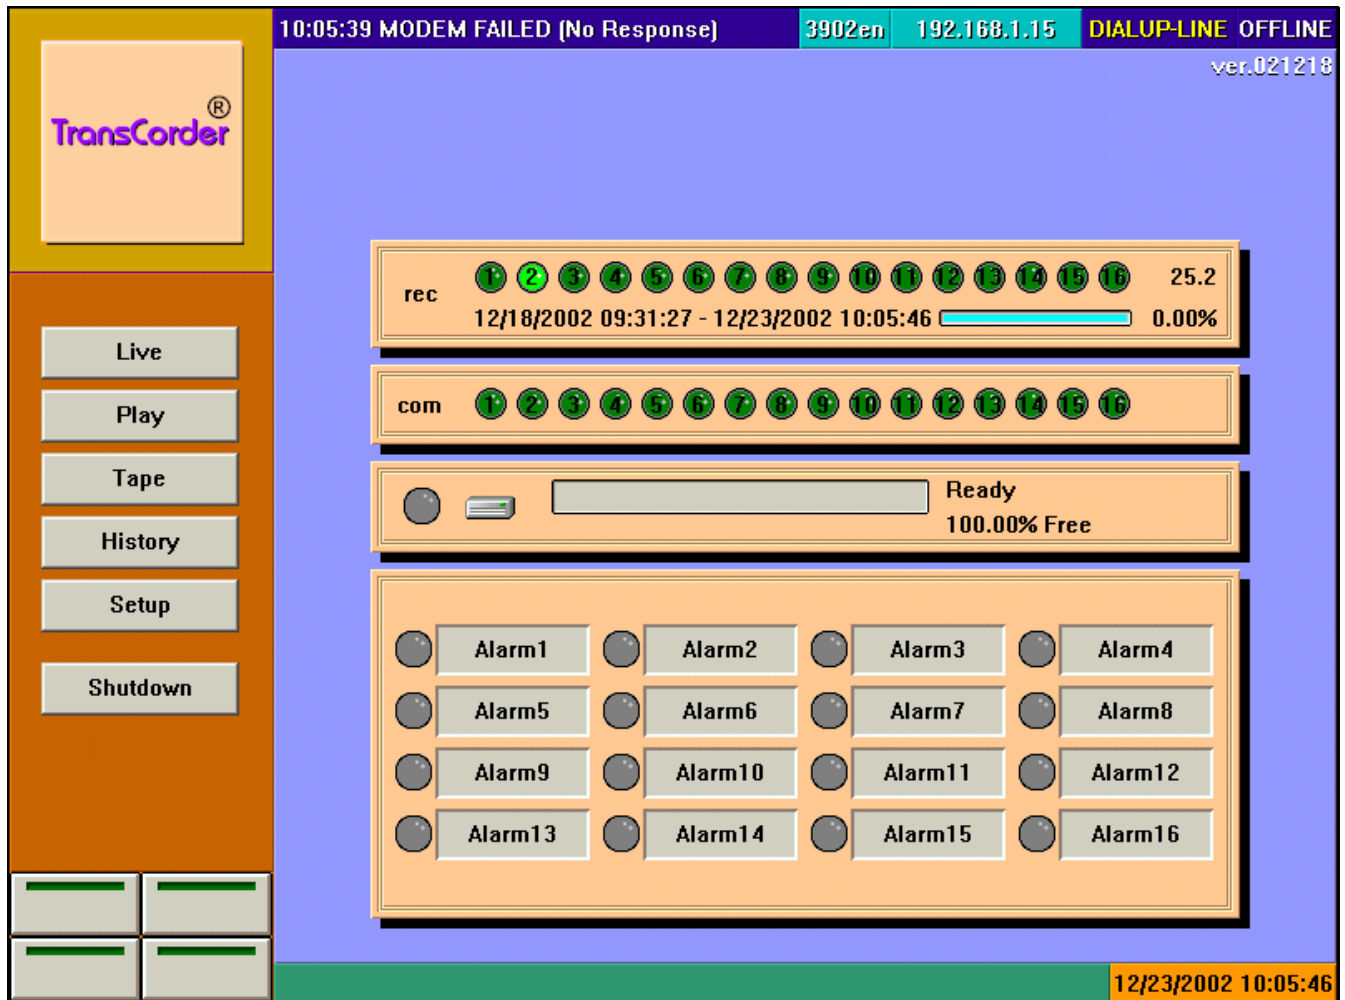 10:05:39 MODEM FAILED (No Response) 3902en 192.168.1.15 DIALUP-LINE OFFLINE
ver.021218
TransCorder®
Live
Play
Tape
History
Setup
Shutdown
rec 1 2 3 4 5 6 7 8 9 10 11 12 13 14 15 16 25.2
12/18/2002 09:31:27 - 12/23/2002 10:05:46 0.00%
com 1 2 3 4 5 6 7 8 9 10 11 12 13 14 15 16
Ready
100.00% Free
Alarm1 Alarm2 Alarm3 Alarm4
Alarm5 Alarm6 Alarm7 Alarm8
Alarm9 Alarm10 Alarm11 Alarm12
Alarm13 Alarm14 Alarm15 Alarm16
12/23/2002 10:05:46